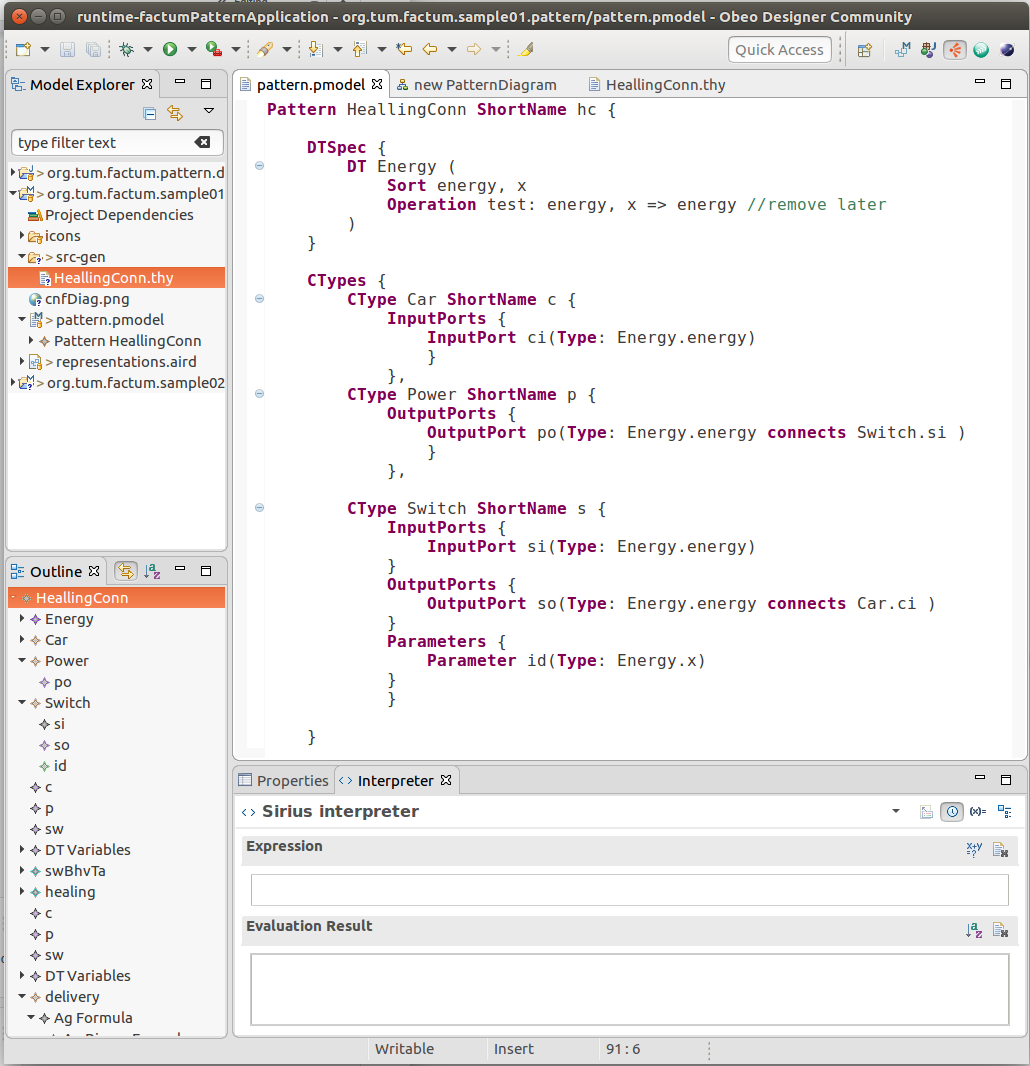 runtime-factumPatternApplication - org.tum.factum.sample01.pattern/pattern.pmodel - Obeo Designer Community
Quick Access
Model Explorer
type filter text
> org.tum.factum.pattern.d
> org.tum.factum.sample01
Project Dependencies
icons
> src-gen
HeallingConn.thy
cnfDiag.png
> pattern.pmodel
Pattern HeallingConn
> representations.aird
> org.tum.factum.sample02
Outline
HeallingConn
Energy
Car
Power
po
Switch
si
so
id
c
p
sw
DT Variables
swBhvTa
healing
c
p
sw
DT Variables
delivery
Ag Formula
pattern.pmodel new PatternDiagram HeallingConn.thy
Pattern HeallingConn ShortName hc {
DTSpec {
DT Energy (
Sort energy, x
Operation test: energy, x => energy //remove later
)
}
CTypes {
CType Car ShortName c {
InputPorts {
InputPort ci(Type: Energy.energy)
}
},
CType Power ShortName p {
OutputPorts {
OutputPort po(Type: Energy.energy connects Switch.si )
}
},
CType Switch ShortName s {
InputPorts {
InputPort si(Type: Energy.energy)
}
OutputPorts {
OutputPort so(Type: Energy.energy connects Car.ci )
}
Parameters {
Parameter id(Type: Energy.x)
}
}
}
Properties Interpreter
Sirius interpreter
Expression
Evaluation Result
Writable Insert 91 : 6